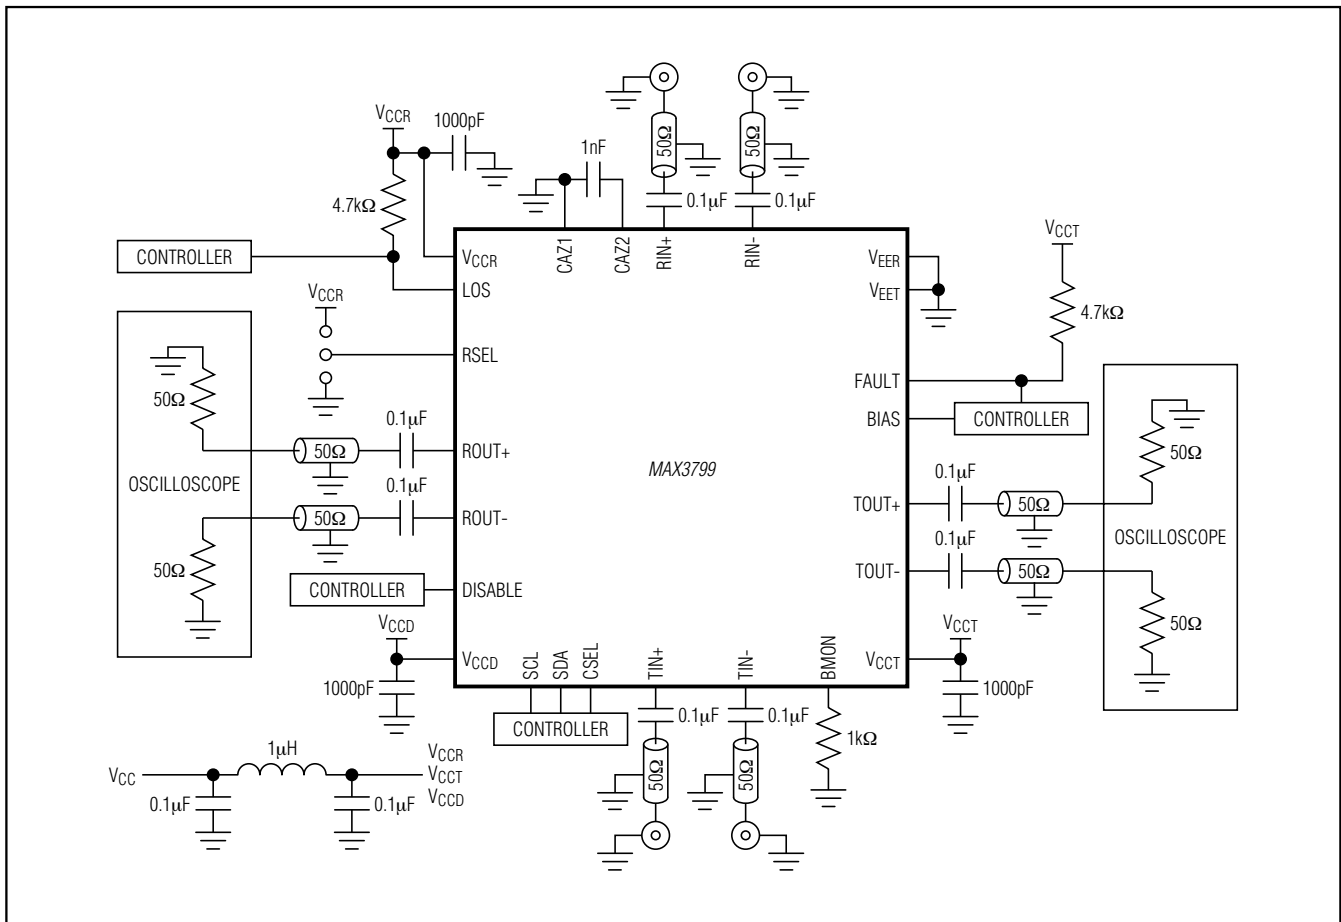 VCCR
1000pF
4.7kΩ
1nF
50Ω
50Ω
0.1µF
0.1µF
CONTROLLER
VCCR
LOS
CAZ1
CAZ2
RIN+
RIN-
VEER
VEET
VCCT
4.7kΩ
VCCR
RSEL
FAULT
BIAS
CONTROLLER
50Ω
OSCILLOSCOPE
50Ω
50Ω
0.1µF
ROUT+
50Ω
0.1µF
ROUT-
MAX3799
TOUT+
0.1µF
50Ω
TOUT-
0.1µF
50Ω
50Ω
OSCILLOSCOPE
50Ω
CONTROLLER
DISABLE
VCCD
VCCD
1000pF
SCL
SDA
CSEL
TIN+
TIN-
BMON
VCCT
VCCT
1000pF
CONTROLLER
0.1µF
0.1µF
1kΩ
50Ω
50Ω
VCC
1µH
0.1µF
0.1µF
VCCR
VCCT
VCCD